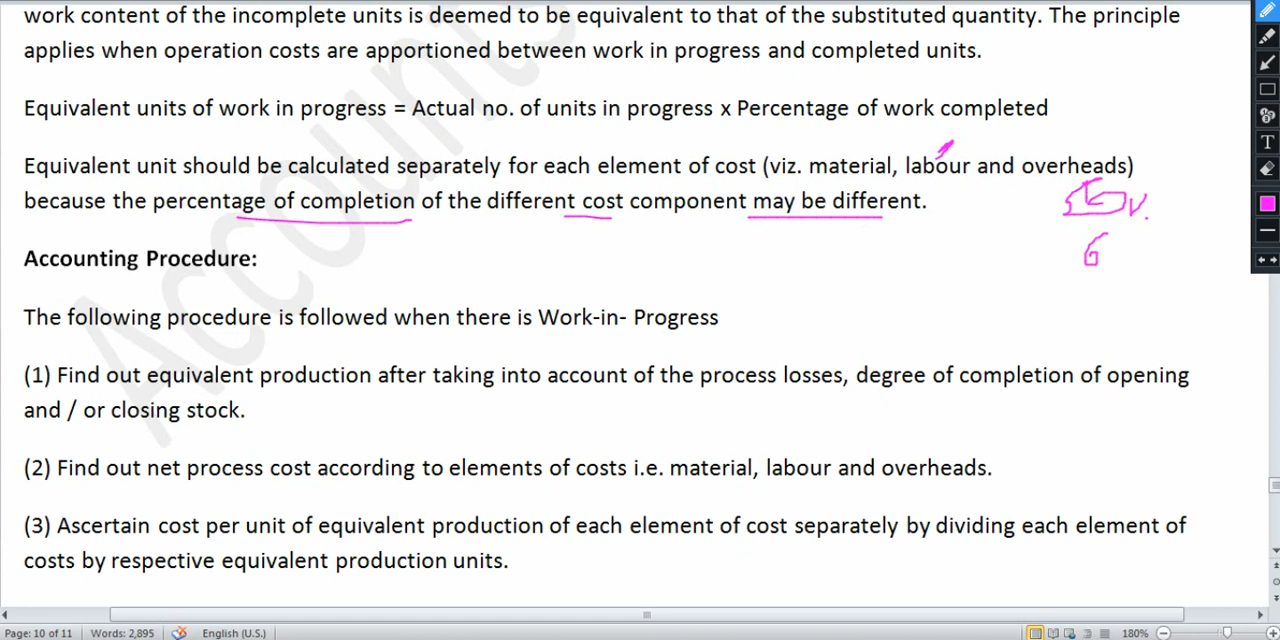 work content of the incomplete units is deemed to be equivalent to that of the substituted quantity. The principle
applies when operation costs are apportioned between work in progress and completed units.
Equivalent units of work in progress = Actual no. of units in progress x Percentage of work completed
Equivalent unit should be calculated separately for each element of cost (viz. material, labour and overheads)
because the percentage of completion of the different cost component may be different.
6
Accounting Procedure:
The following procedure is followed when there is Work-in- Progress
(1) Find out equivalent production after taking into account of the process losses, degree of completion of opening
and / or closing stock.
(2) Find out net process cost according to elements of costs i.e. material, labour and overheads.
(3) Ascertain cost per unit of equivalent production of each element of cost separately by dividing each element of
costs by respective equivalent production units.
Page: 10 of 11 Words: 2,895 English (U.S.) 180%